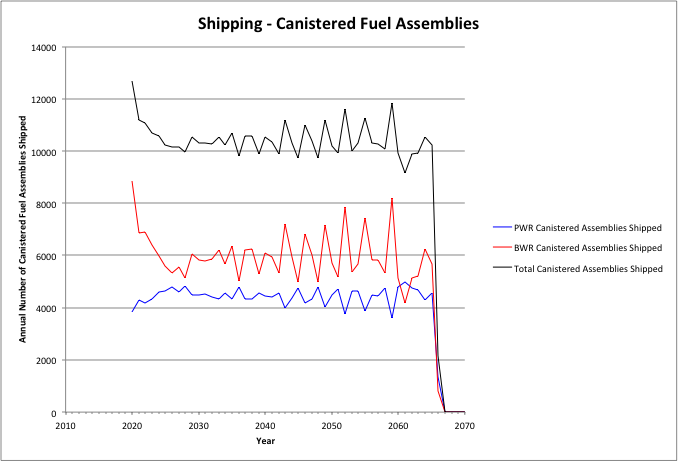 Shipping - Canistered Fuel Assemblies
14000
12000
10000
8000
6000
4000
2000
0
Annual Number of Canistered Fuel Assemblies Shipped
2010 2020 2030 2040 2050 2060 2070
Year
PWR Canistered Assemblies Shipped
BWR Canistered Assemblies Shipped
Total Canistered Assemblies Shipped